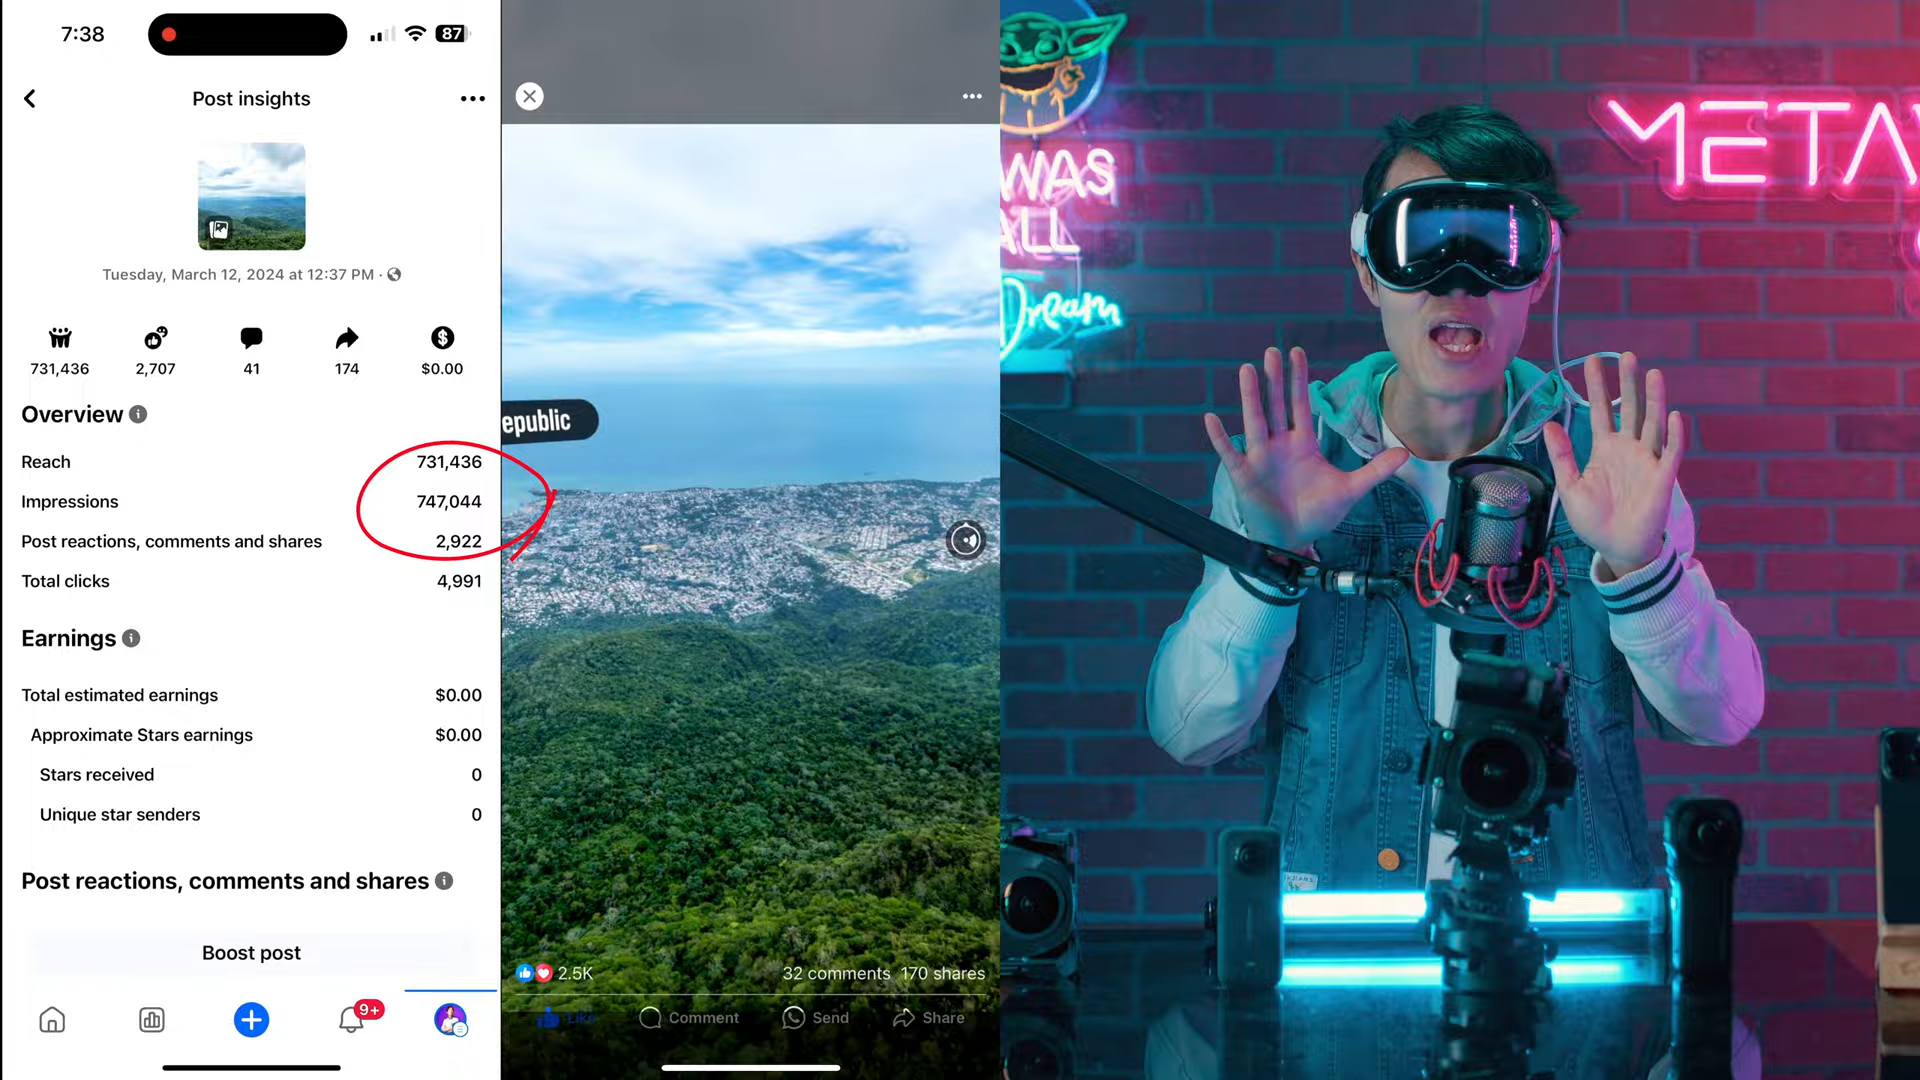 7:38
87
Post insights
Tuesday, March 12, 2024 at 12:37 PM ·
731,436
2,707
41
174
$0.00
Overview
Reach 731,436
Impressions 747,044
Post reactions, comments and shares 2,922
Total clicks 4,991
Earnings
Total estimated earnings $0.00
Approximate Stars earnings $0.00
Stars received 0
Unique star senders 0
Post reactions, comments and shares
Boost post
9+
epublic
2.5K
32 comments 170 shares
Like
Comment
Send
Share
WAS
ALL
Dream
META